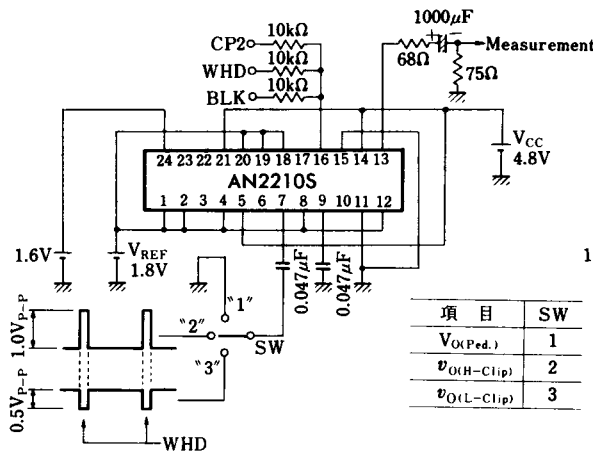 1000μF
+ −
CP2 10kΩ
WHD 10kΩ
BLK 10kΩ
68Ω
Measurement
75Ω
24 23 22 21 20 19 18 17 16 15 14 13
AN2210S
1 2 3 4 5 6 7 8 9 10 11 12
VCC
4.8V
1.6V
VREF
1.8V
0.047μF
0.047μF
1
"1"
"2"
SW
"3"
1.0VP-P
0.5VP-P
WHD
項 目 SW
VO(Ped.) 1
vO(H-Clip) 2
vO(L-Clip) 3